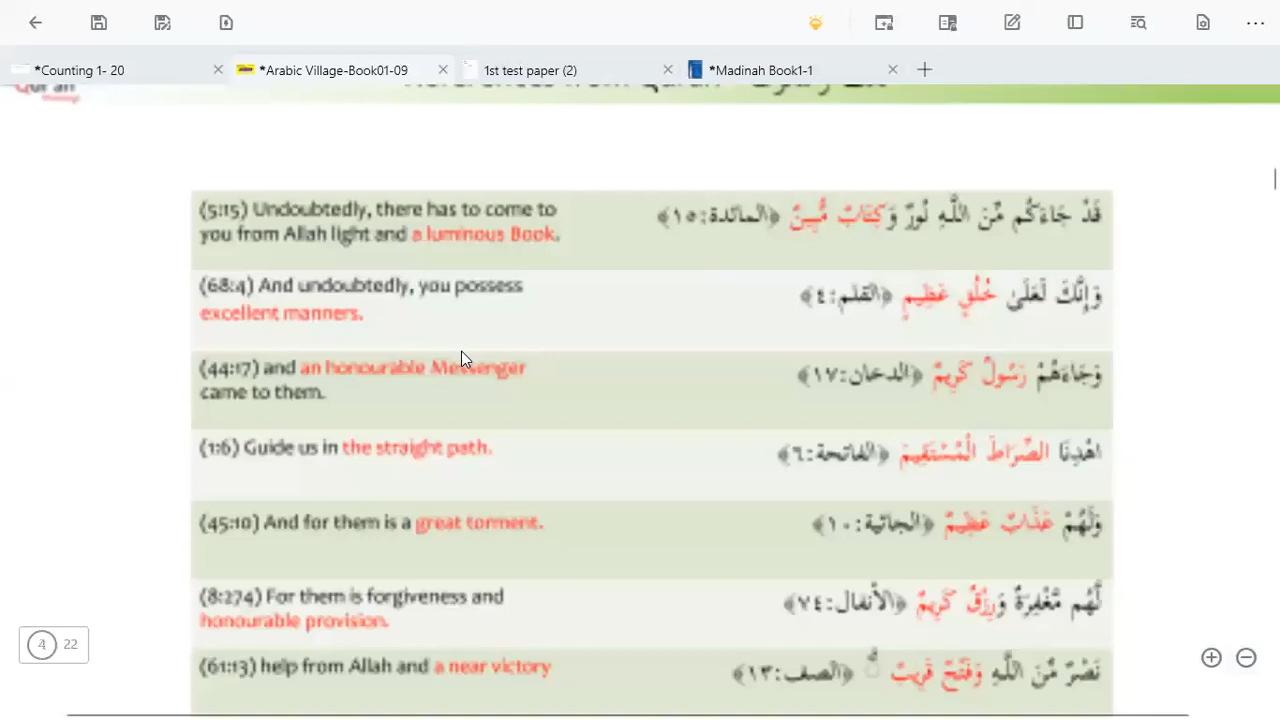 *Counting 1- 20
*Arabic Village-Book01-09
1st test paper (2)
*Madinah Book1-1
Qur'an
References from Quran
(5:15) Undoubtedly, there has to come to
you from Allah light and a luminous Book.
قَدْ جَاءَكُم مِّنَ اللَّهِ نُورٌ وَكِتَابٌ مُّبِينٌ ﴿المائدة:١٥﴾
(68:4) And undoubtedly, you possess
excellent manners.
وَإِنَّكَ لَعَلَىٰ خُلُقٍ عَظِيمٍ ﴿القلم:٤﴾
(44:17) and an honourable Messenger
came to them.
وَجَاءَهُمْ رَسُولٌ كَرِيمٌ ﴿الدخان:١٧﴾
(1:6) Guide us in the straight path.
اهْدِنَا الصِّرَاطَ الْمُسْتَقِيمَ ﴿الفاتحة:٦﴾
(45:10) And for them is a great torment.
وَلَهُمْ عَذَابٌ عَظِيمٌ ﴿الجاثية:١٠﴾
(8:274) For them is forgiveness and
honourable provision.
لَّهُم مَّغْفِرَةٌ وَرِزْقٌ كَرِيمٌ ﴿الأنفال:٧٤﴾
(61:13) help from Allah and a near victory
نَصْرٌ مِّنَ اللَّهِ وَفَتْحٌ قَرِيبٌ ۗ ﴿الصف:١٣﴾
4 22